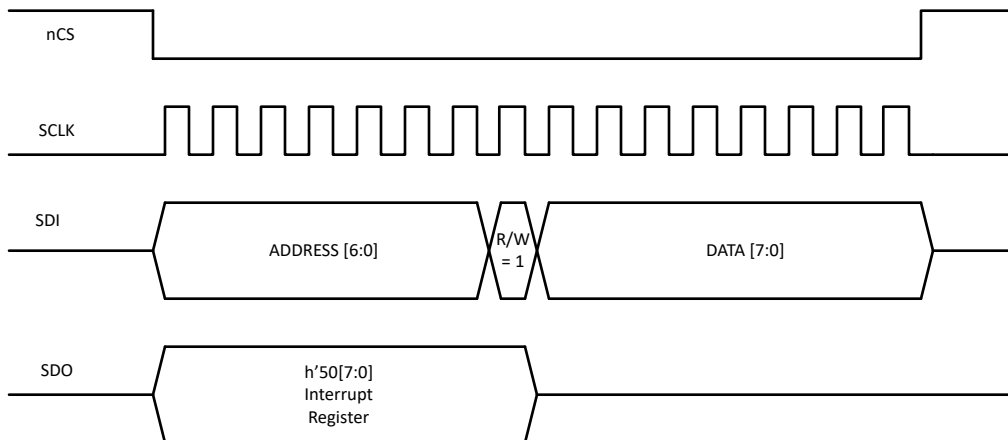 nCS
SCLK
SDI
ADDRESS [6:0]
R/W
= 1
DATA [7:0]
SDO
h’50[7:0]
Interrupt
Register